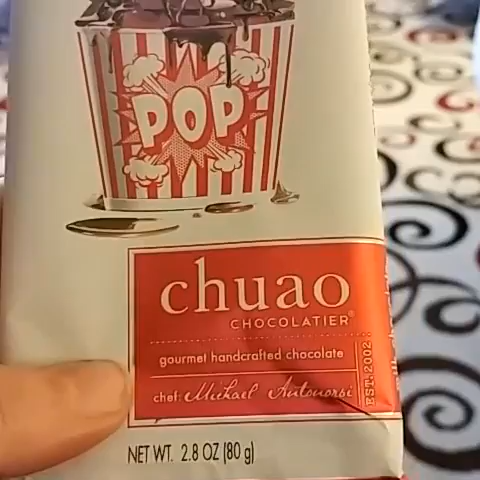 POP
chuao
CHOCOLATIER®
gourmet handcrafted chocolate
chef: Michael Antonorsi
EST. 2002
NET WT. 2.8 OZ (80 g)